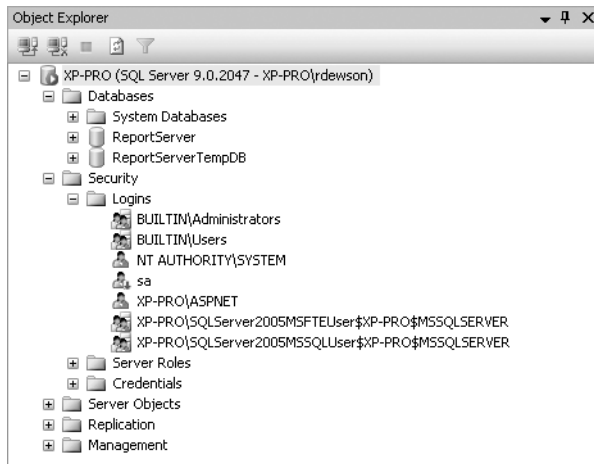 Object Explorer
XP-PRO (SQL Server 9.0.2047 - XP-PRO\rdewson)
Databases
System Databases
ReportServer
ReportServerTempDB
Security
Logins
BUILTIN\Administrators
BUILTIN\Users
NT AUTHORITY\SYSTEM
sa
XP-PRO\ASPNET
XP-PRO\SQLServer2005MSFTEUser$XP-PRO$MSSQLSERVER
XP-PRO\SQLServer2005MSSQLUser$XP-PRO$MSSQLSERVER
Server Roles
Credentials
Server Objects
Replication
Management